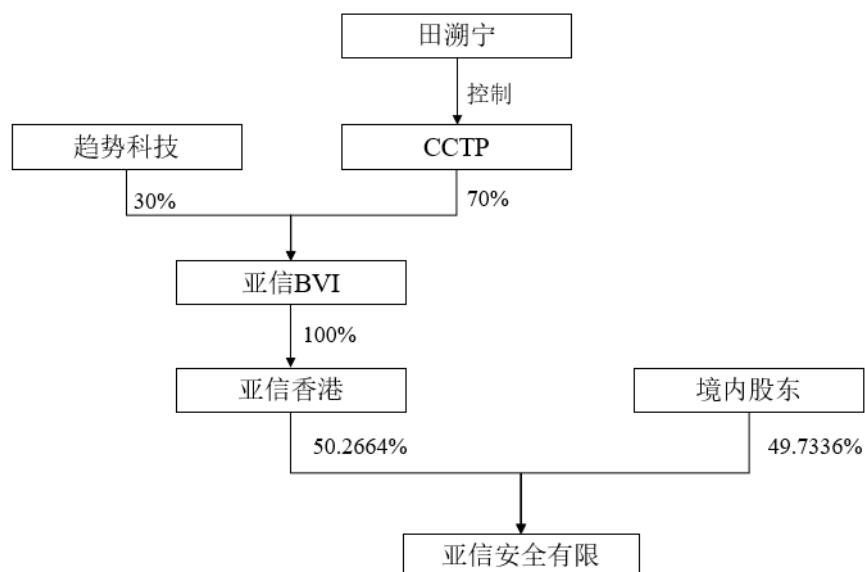 田溯宁
控制
趋势科技
CCTP
30%
70%
亚信BVI
100%
亚信香港
境内股东
50.2664%
49.7336%
亚信安全有限